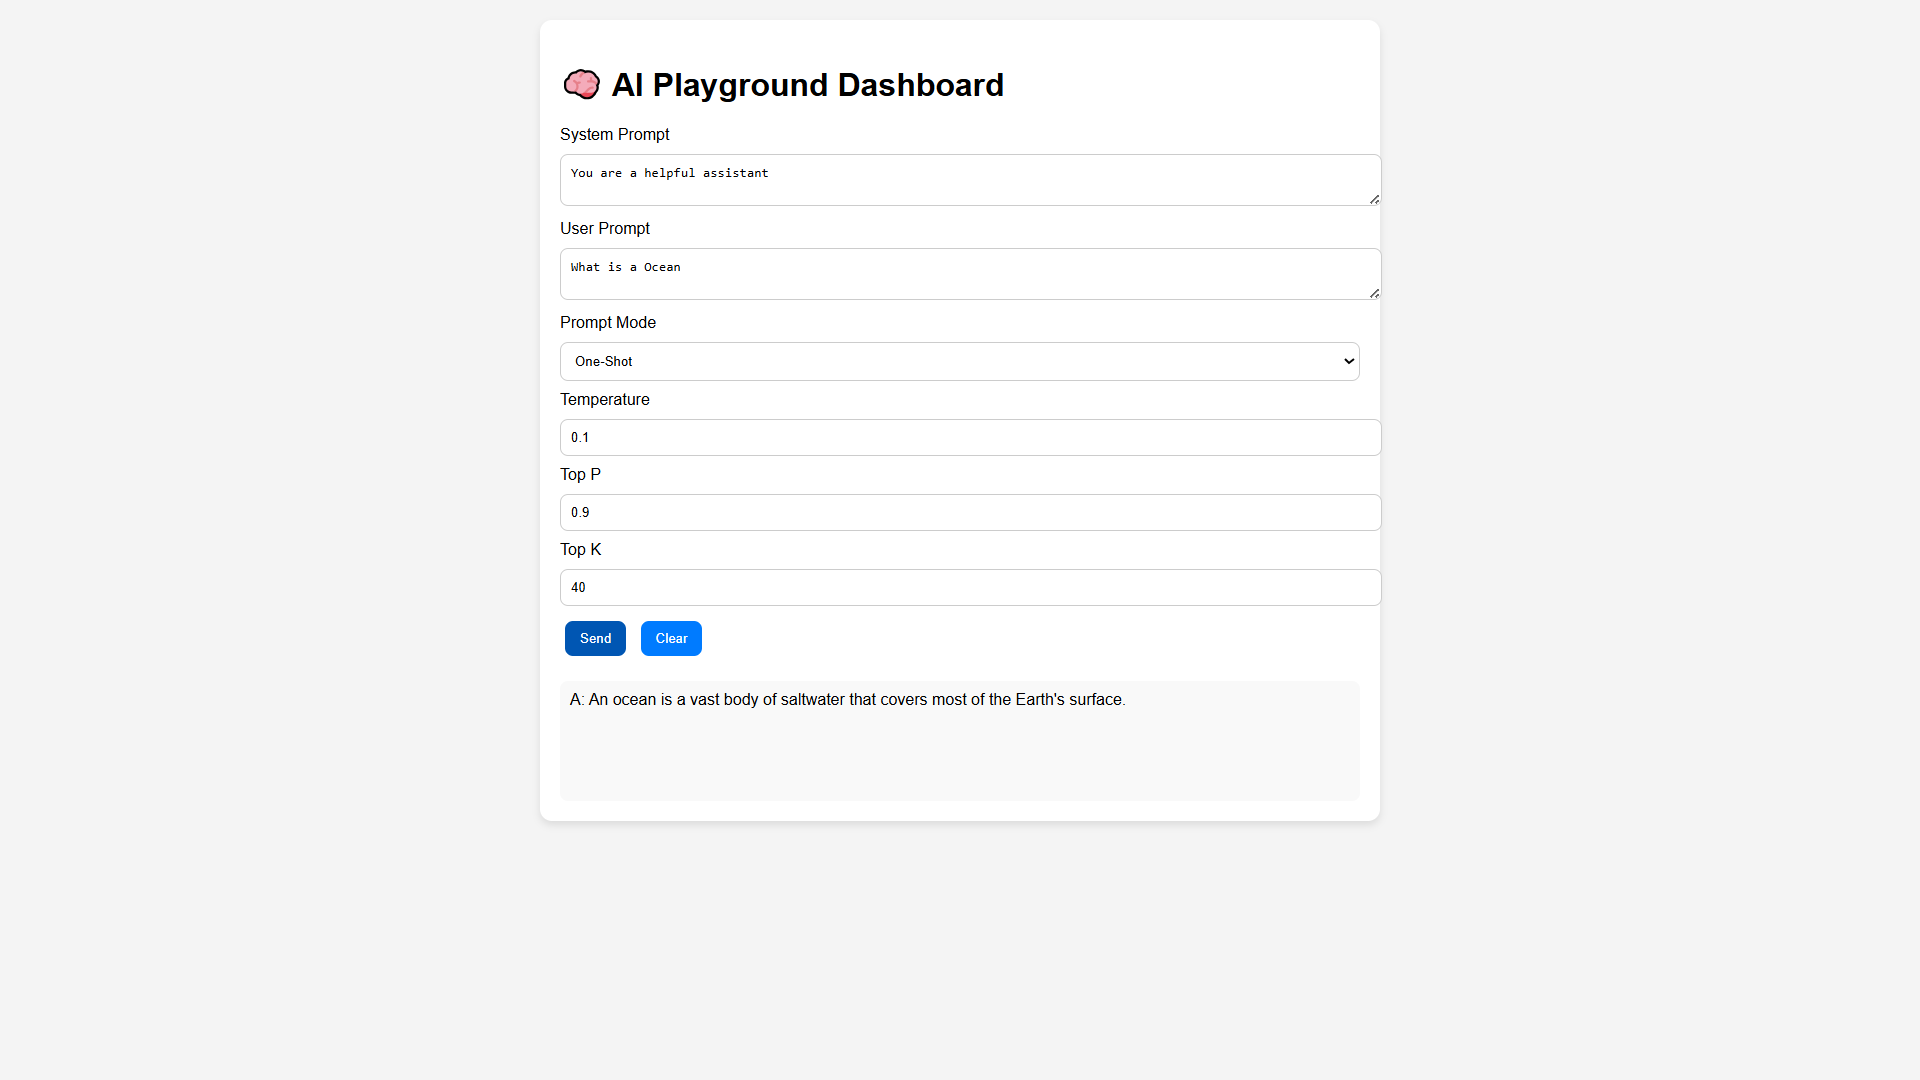 AI Playground Dashboard
System Prompt
You are a helpful assistant
User Prompt
What is a Ocean
Prompt Mode
One-Shot
Temperature
0.1
Top P
0.9
Top K
40
Send Clear
A: An ocean is a vast body of saltwater that covers most of the Earth's surface.